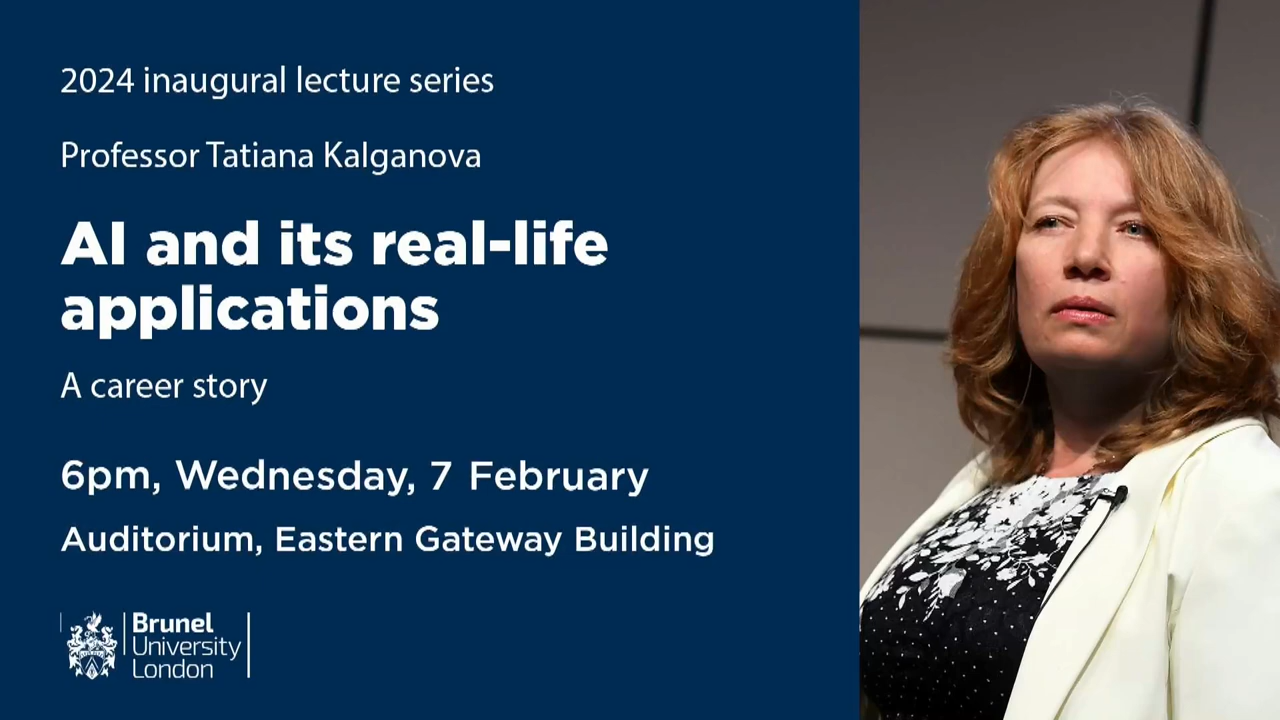 2024 inaugural lecture series
Professor Tatiana Kalganova
AI and its real-life
applications
A career story
6pm, Wednesday, 7 February
Auditorium, Eastern Gateway Building
Brunel
University
London